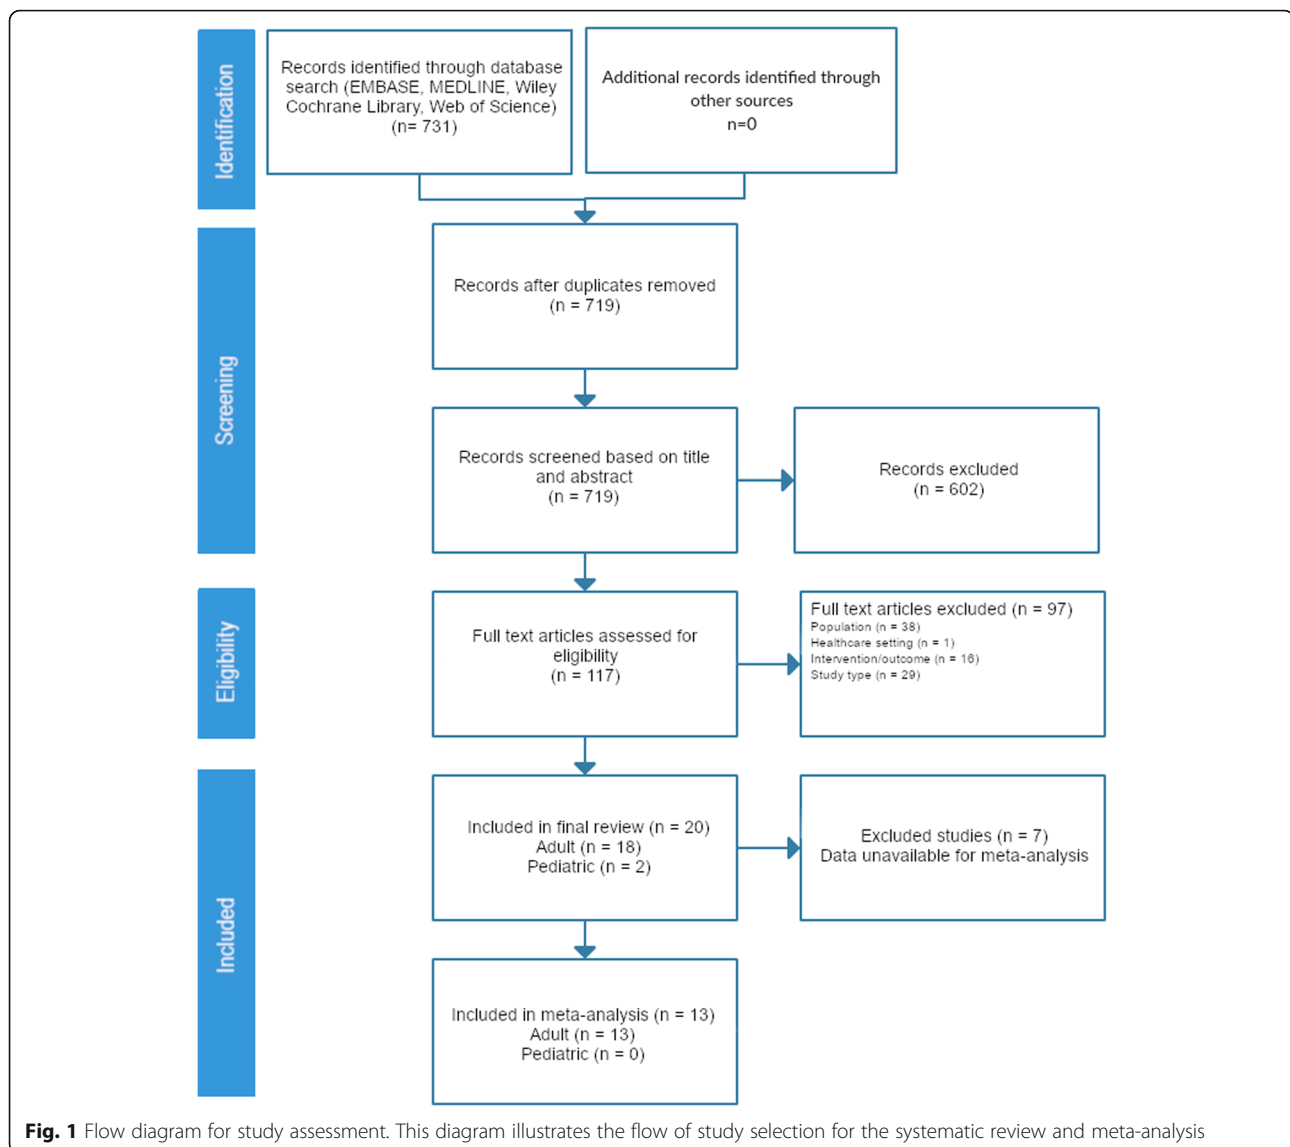 Identification
Records identified through database
search (EMBASE, MEDLINE, Wiley
Cochrane Library, Web of Science)
(n= 731)
Additional records identified through
other sources
n=0
Screening
Records after duplicates removed
(n = 719)
Records screened based on title
and abstract
(n = 719)
Records excluded
(n = 602)
Eligibility
Full text articles assessed for
eligibility
(n = 117)
Full text articles excluded (n = 97)
Population (n = 38)
Healthcare setting (n = 1)
Intervention/outcome (n = 16)
Study type (n = 29)
Included
Included in final review (n = 20)
Adult (n = 18)
Pediatric (n = 2)
Excluded studies (n = 7)
Data unavailable for meta-analysis
Included in meta-analysis (n = 13)
Adult (n = 13)
Pediatric (n = 0)
Fig. 1 Flow diagram for study assessment. This diagram illustrates the flow of study selection for the systematic review and meta-analysis